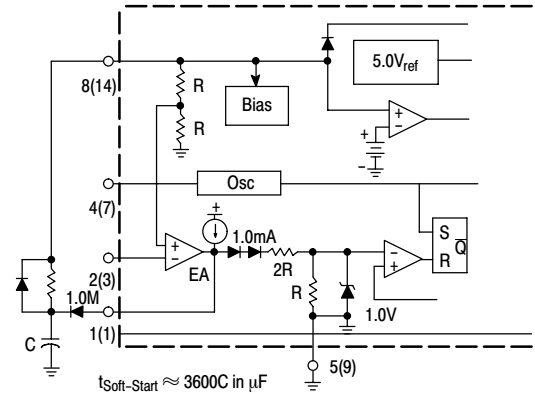 5.0Vref
8(14)
R
Bias
+
R
+
−
−
Osc
4(7)
+
1.0mA
S
Q
+
−
R
2(3)
EA
2R
−
+
R
1.0M
1.0V
1(1)
C
5(9)
tSoft-Start ≈ 3600C in µF